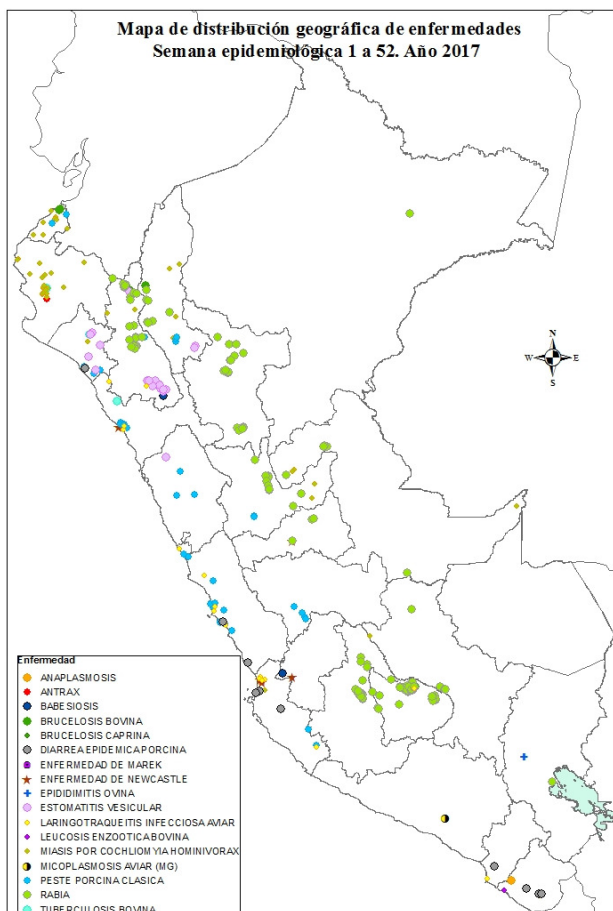 Mapa de distribución geográfica de enfermedades
Semana epidemiológica 1 a 52. Año 2017
N
W E
S
Enfermedad
ANAPLASMOSIS
ANTRAX
BABESIOSIS
BRUCELOSIS BOVINA
BRUCELOSIS CAPRINA
DIARREA EPIDEMICA PORCINA
ENFERMEDAD DE MAREK
ENFERMEDAD DE NEWCASTLE
EPIDIDIMITIS OVINA
ESTOMATITIS VESICULAR
LARINGOTRAQUEITIS INFECCIOSA AVIAR
LEUCOSIS ENZOOTICA BOVINA
MIASIS POR COCHLIOMYIA HOMINIVORAX
MICOPLASMOSIS AVIAR (MG)
PESTE PORCINA CLASICA
RABIA
TUBERCULOSIS BOVINA